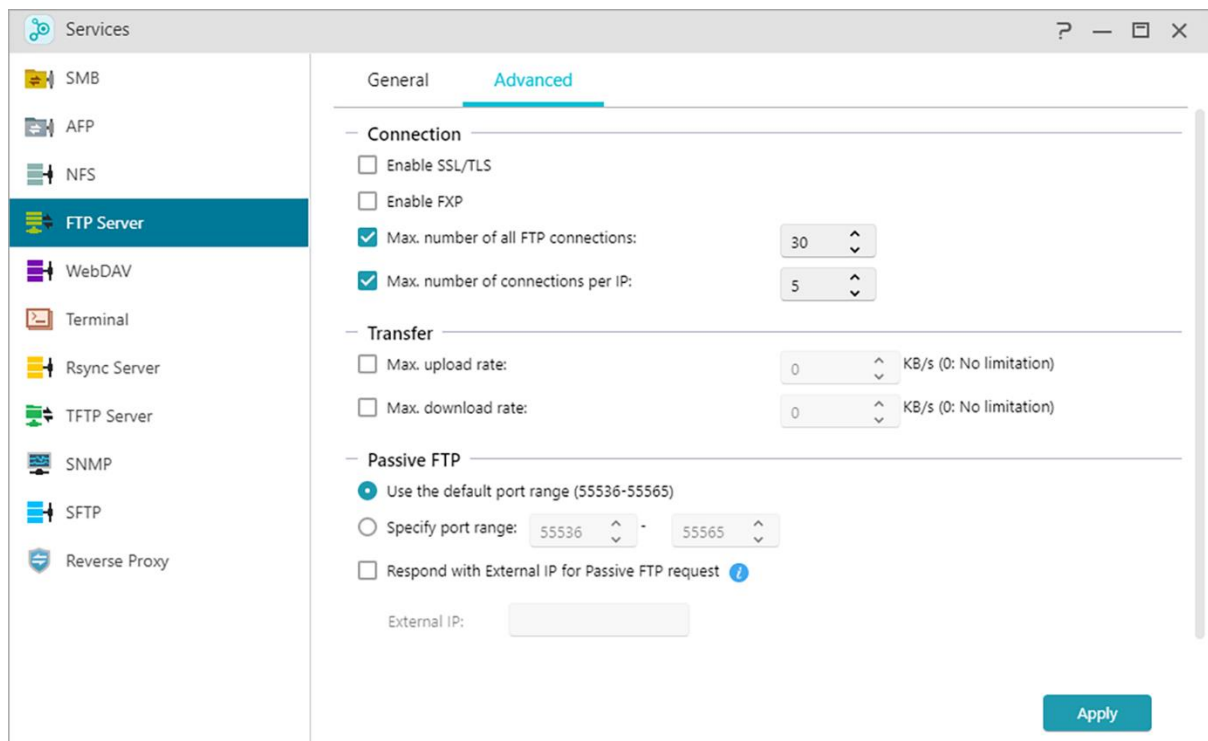 Services
SMB
AFP
NFS
FTP Server
WebDAV
Terminal
Rsync Server
TFTP Server
SNMP
SFTP
Reverse Proxy
General Advanced
Connection
Enable SSL/TLS
Enable FXP
Max. number of all FTP connections: 30
Max. number of connections per IP: 5
Transfer
Max. upload rate: 0 KB/s (0: No limitation)
Max. download rate: 0 KB/s (0: No limitation)
Passive FTP
Use the default port range (55536-55565)
Specify port range: 55536 - 55565
Respond with External IP for Passive FTP request i
External IP:
Apply